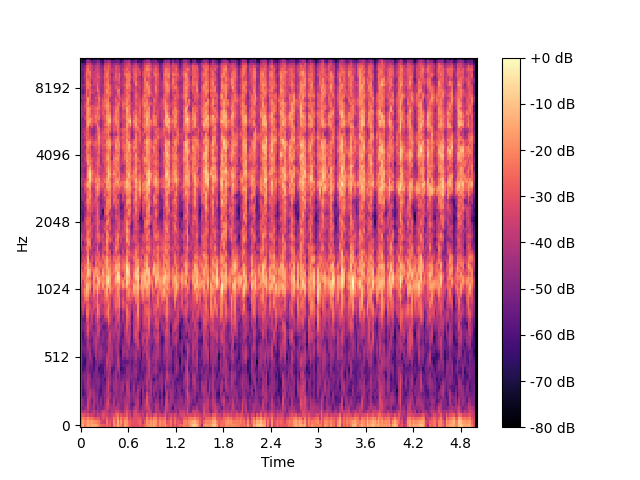 8192
4096
2048
1024
512
0
Hz
0 0.6 1.2 1.8 2.4 3 3.6 4.2 4.8
Time
+0 dB
-10 dB
-20 dB
-30 dB
-40 dB
-50 dB
-60 dB
-70 dB
-80 dB